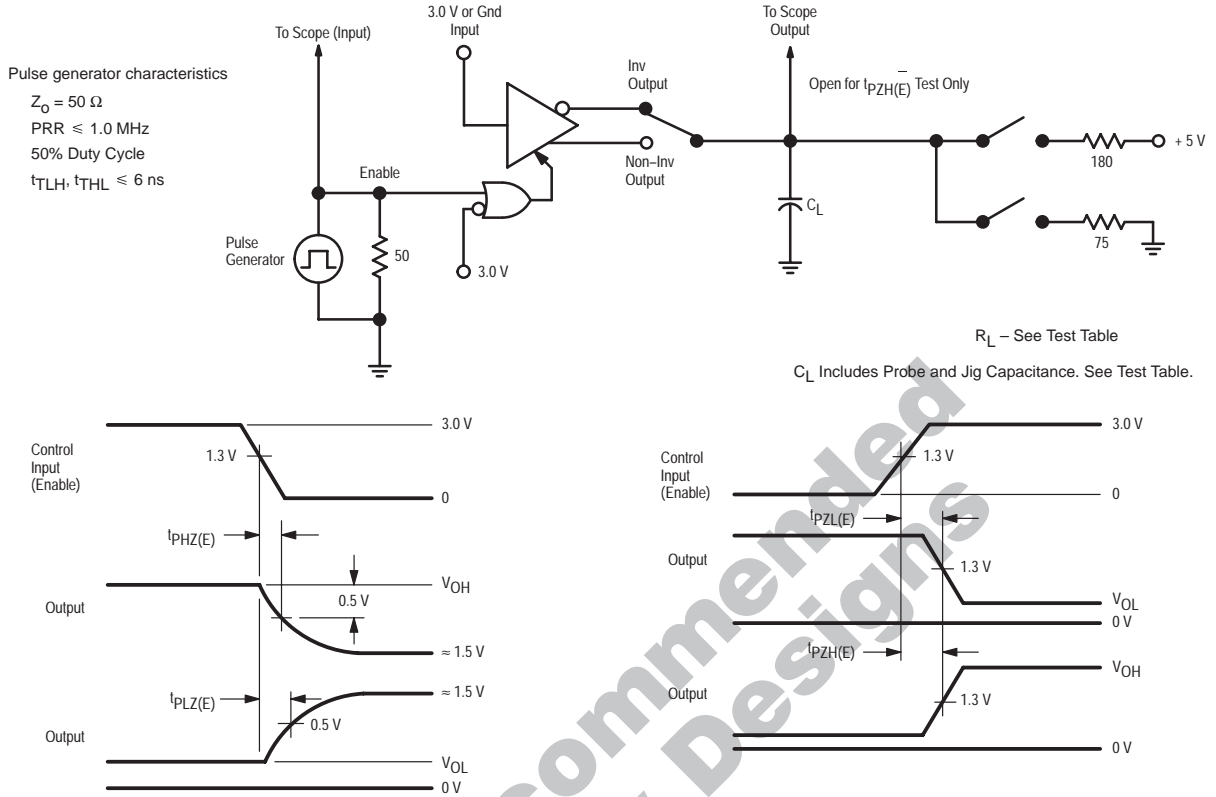 3.0 V or Gnd
Input
To Scope
Output
To Scope (Input)
Pulse generator characteristics
Zo = 50 Ω
PRR ≤ 1.0 MHz
50% Duty Cycle
tTLH, tTHL ≤ 6 ns
Inv
Output
Open for tPZH(E̅) Test Only
+ 5 V
180
Enable
Non–Inv
Output
CL
75
Pulse
Generator
50
3.0 V
RL – See Test Table
CL Includes Probe and Jig Capacitance. See Test Table.
Control
Input
(Enable)
1.3 V
3.0 V
0
tPHZ(E)
Output
VOH
0.5 V
≈ 1.5 V
tPLZ(E)
Output
≈ 1.5 V
0.5 V
VOL
0 V
Control
Input
(Enable)
1.3 V
3.0 V
0
tPZL(E)
Output
1.3 V
VOL
0 V
tPZH(E)
Output
VOH
1.3 V
0 V
ommended
Designs